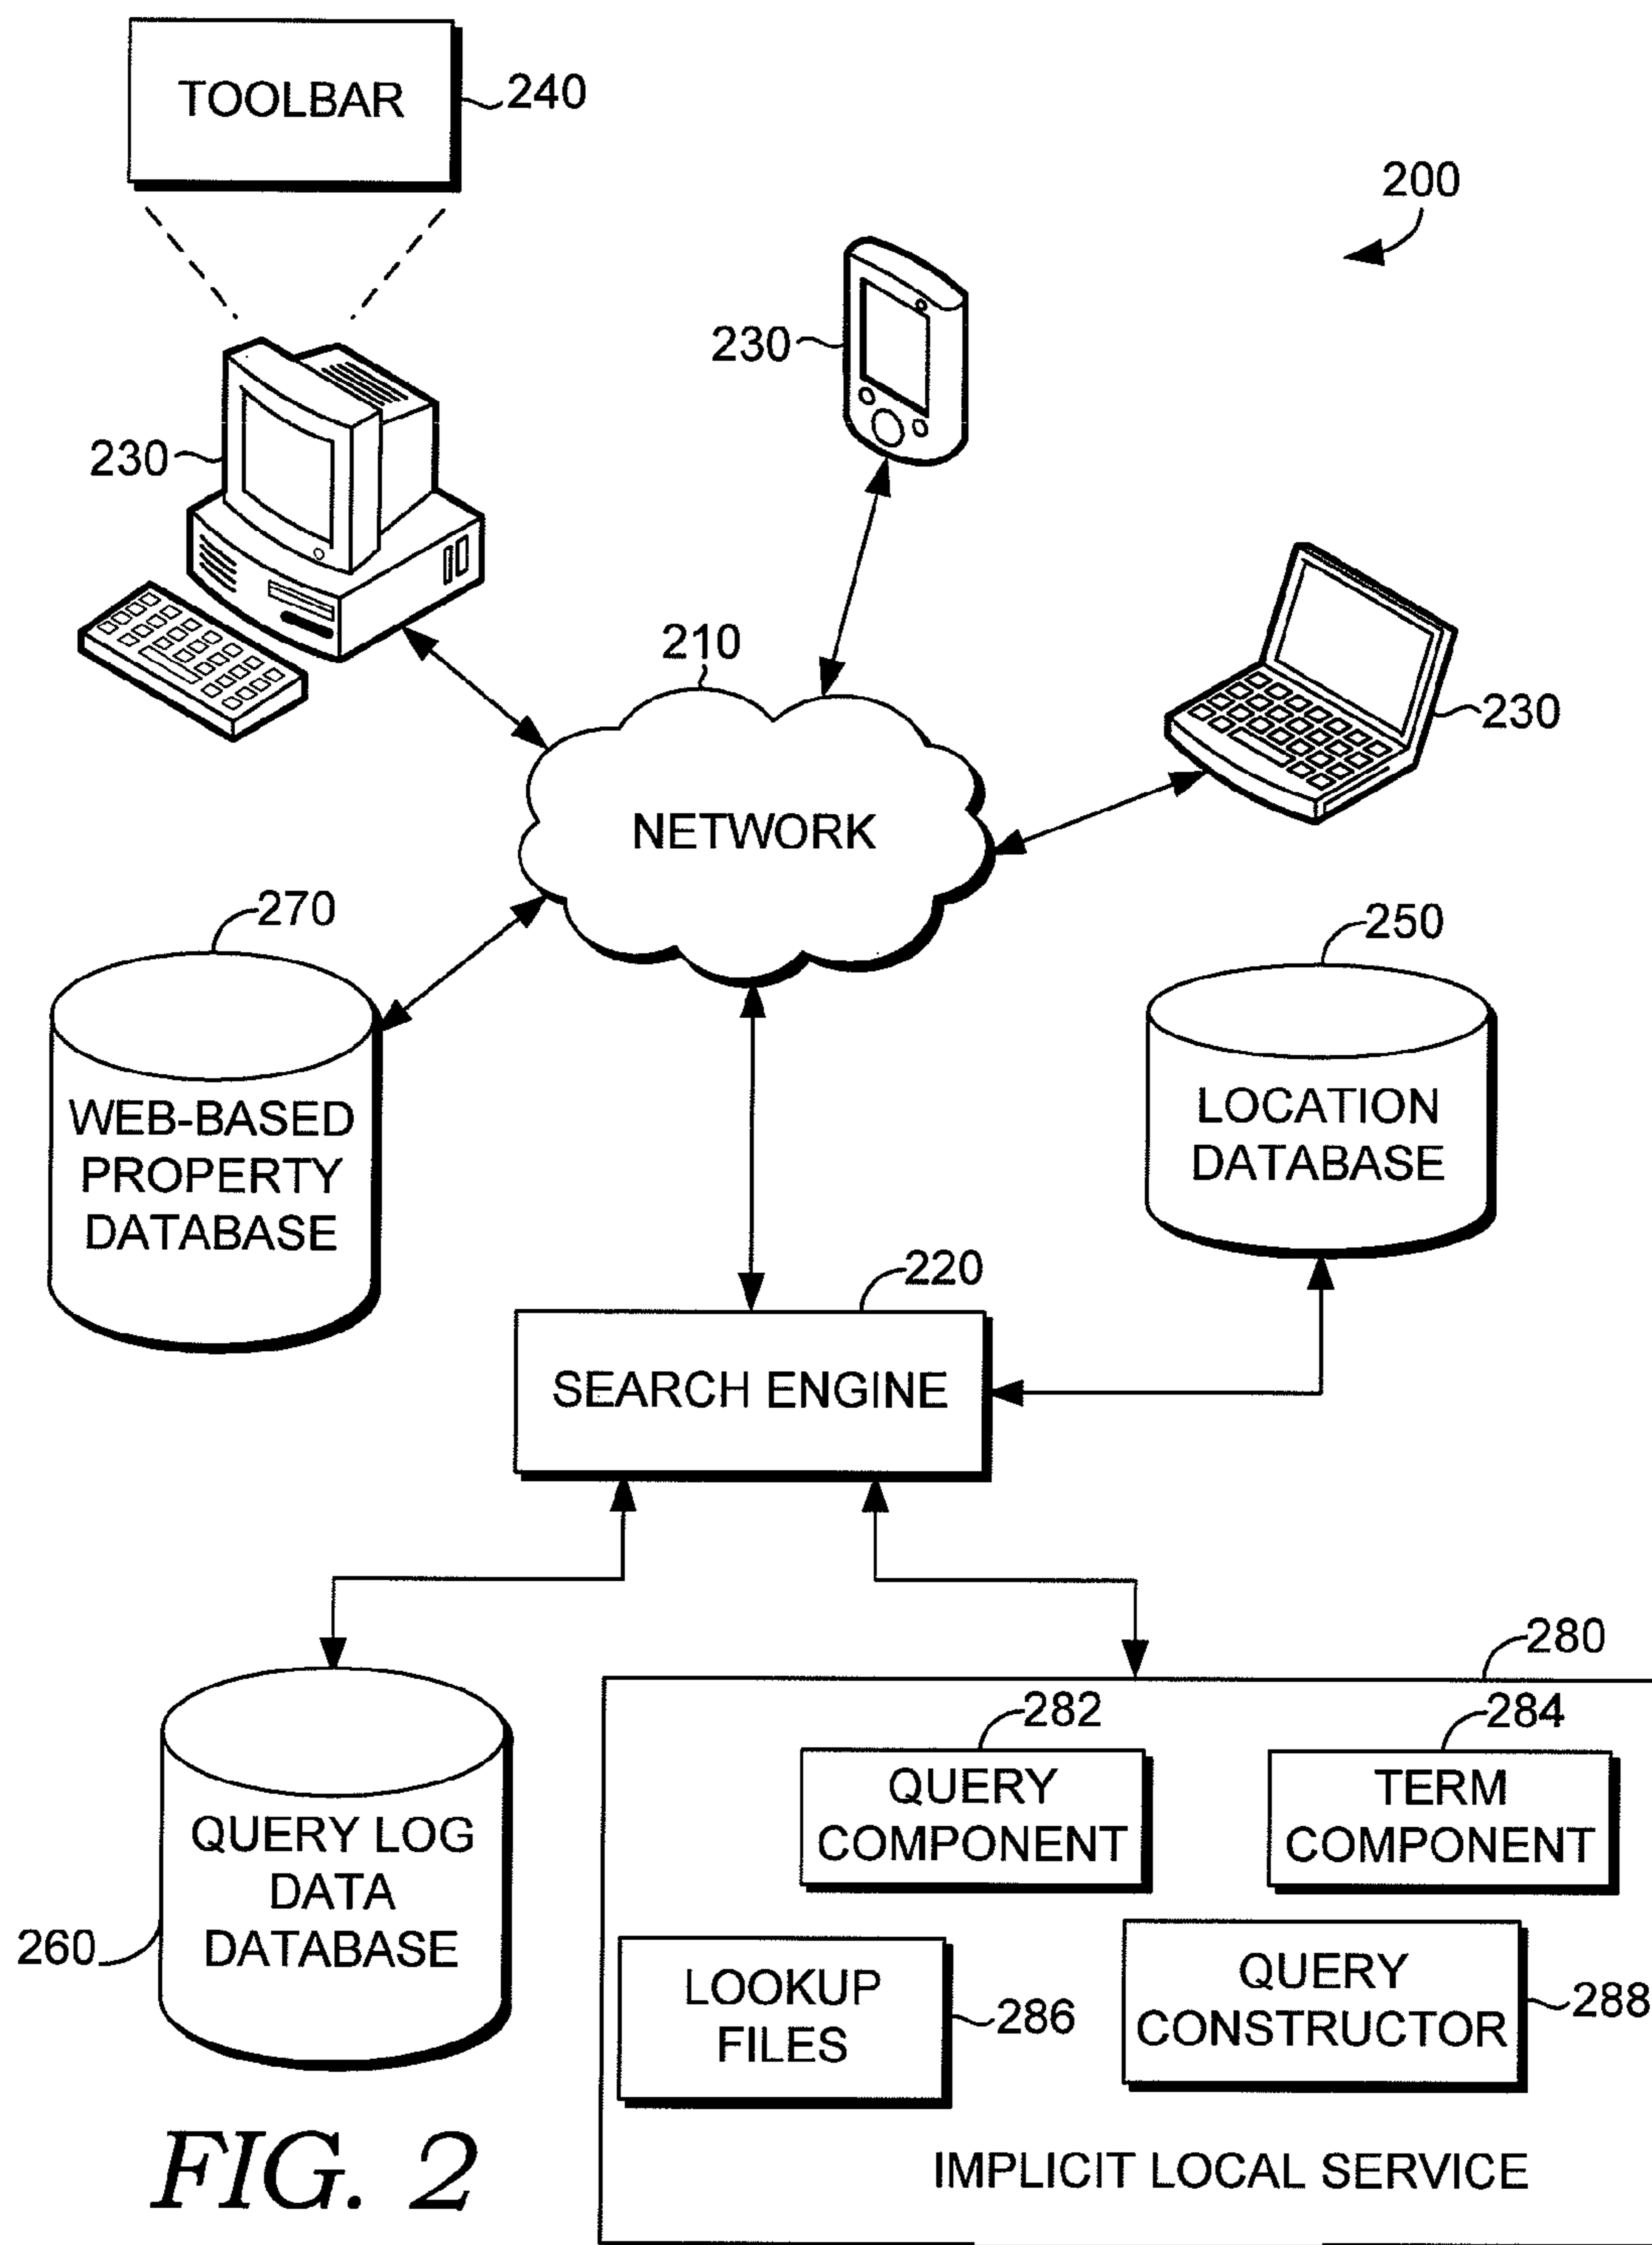 TOOLBAR
240
200
230
230
210
230
NETWORK
270
250
WEB-BASED
PROPERTY
DATABASE
LOCATION
DATABASE
220
SEARCH ENGINE
280
282
284
QUERY
COMPONENT
TERM
COMPONENT
QUERY LOG
DATA
DATABASE
260
LOOKUP
FILES
286
QUERY
CONSTRUCTOR
288
IMPLICIT LOCAL SERVICE
FIG. 2